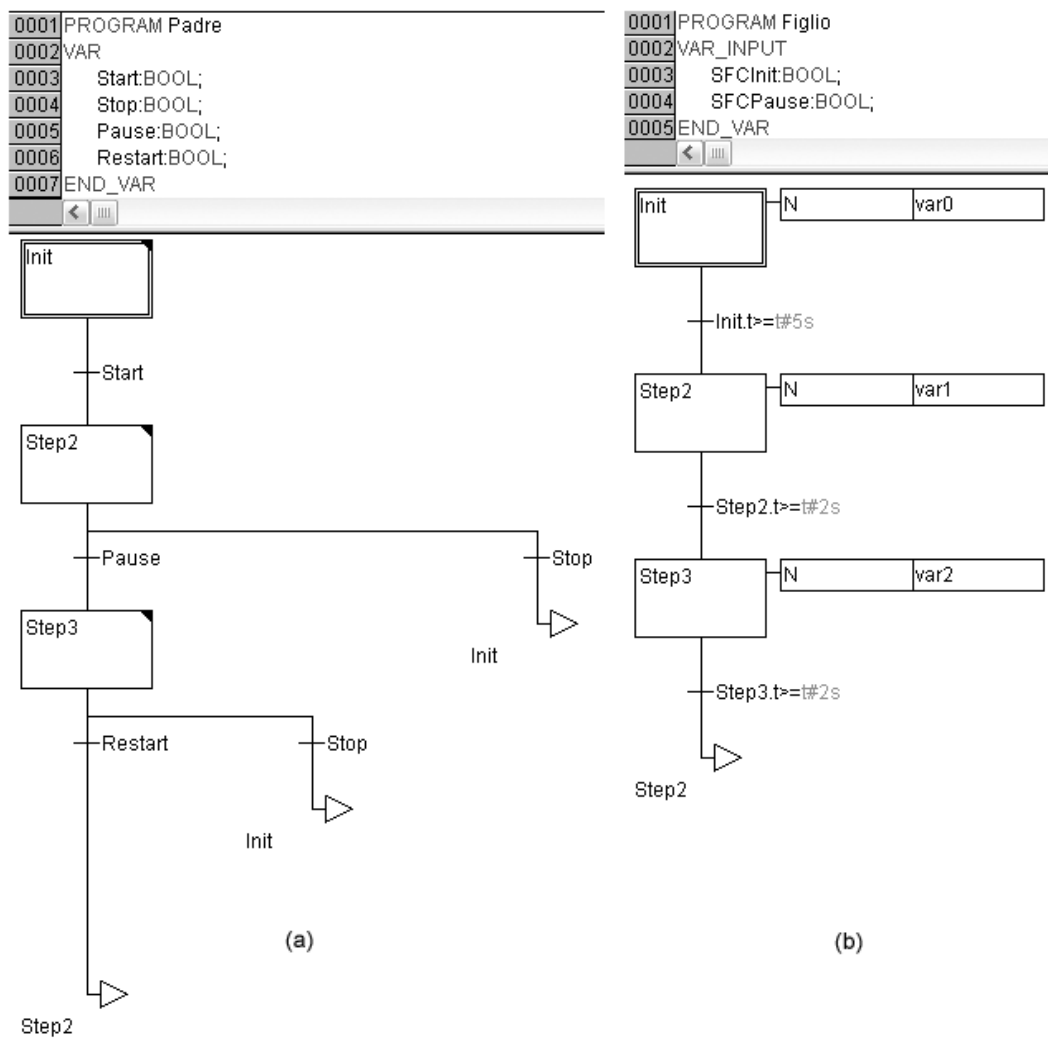 0001 PROGRAM Padre
0002 VAR
0003 Start:BOOL;
0004 Stop:BOOL;
0005 Pause:BOOL;
0006 Restart:BOOL;
0007 END_VAR
Init
Start
Step2
Pause
Stop
Init
Step3
Restart
Stop
Init
Step2
(a)
0001 PROGRAM Figlio
0002 VAR_INPUT
0003 SFCInit:BOOL;
0004 SFCPause:BOOL;
0005 END_VAR
Init N var0
Init.t>=t#5s
Step2 N var1
Step2.t>=t#2s
Step3 N var2
Step3.t>=t#2s
Step2
(b)